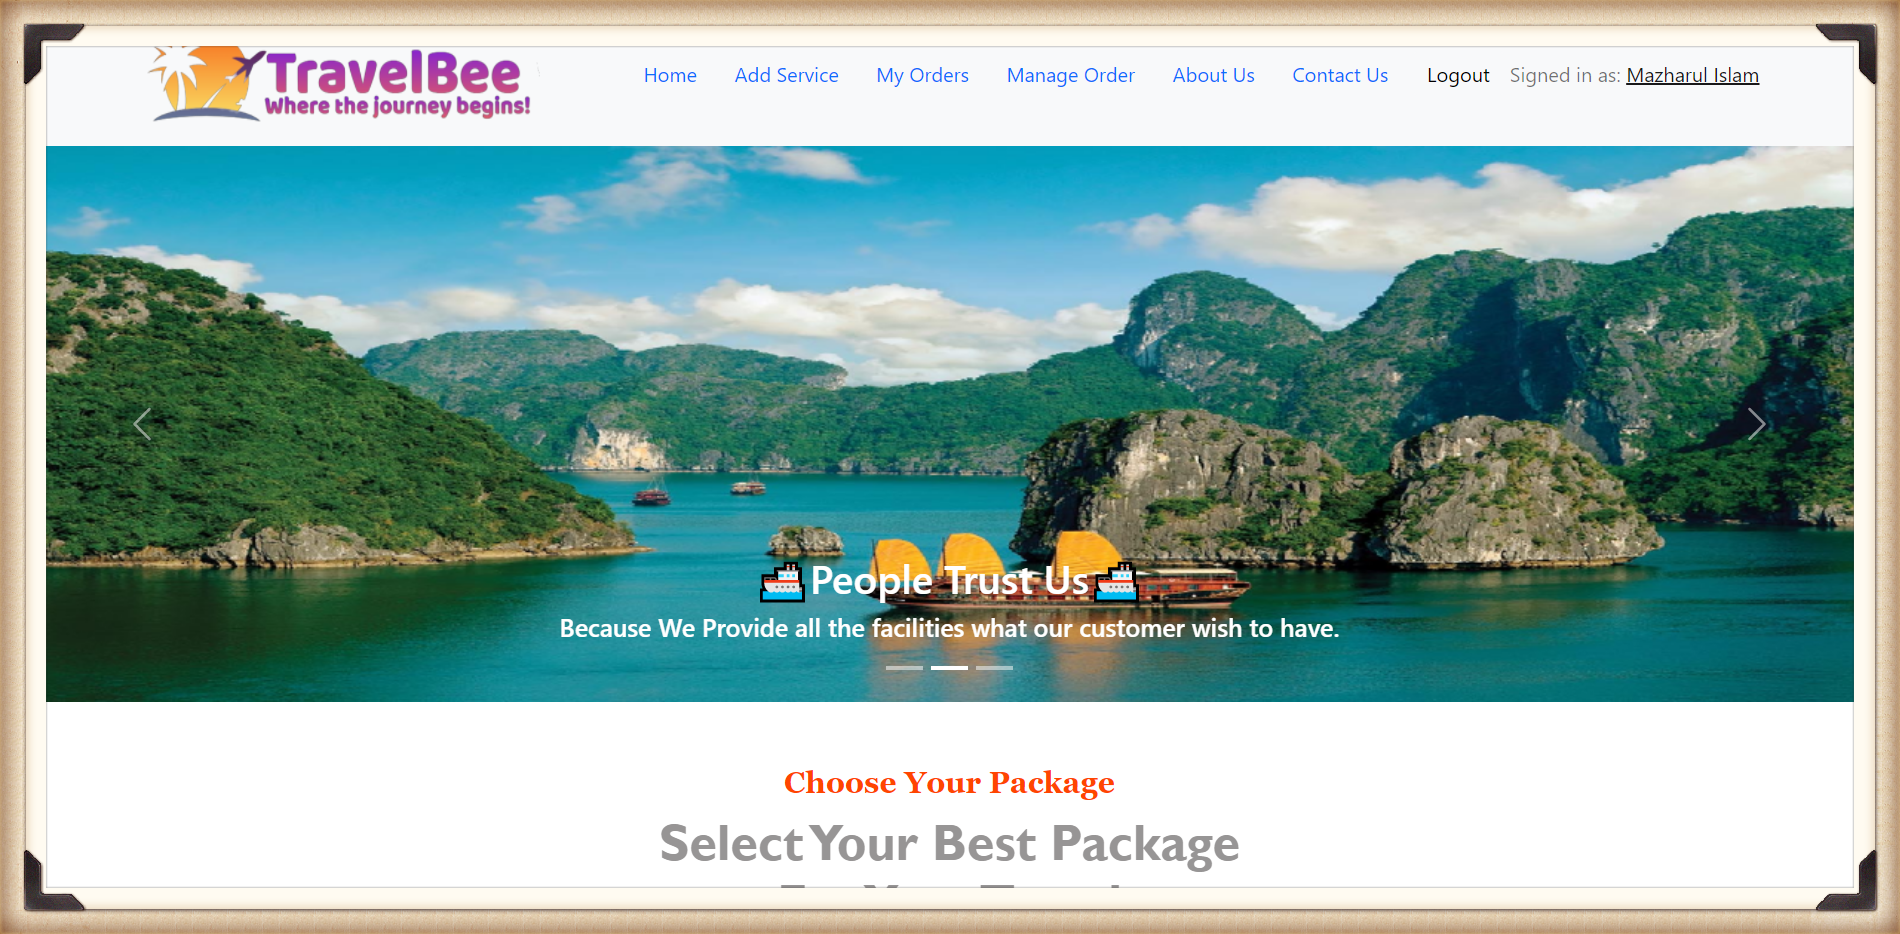 TravelBee
Where the journey begins!
Home Add Service My Orders Manage Order About Us Contact Us Logout Signed in as: Mazharul Islam
People Trust Us
Because We Provide all the facilities what our customer wish to have.
Choose Your Package
Select Your Best Package